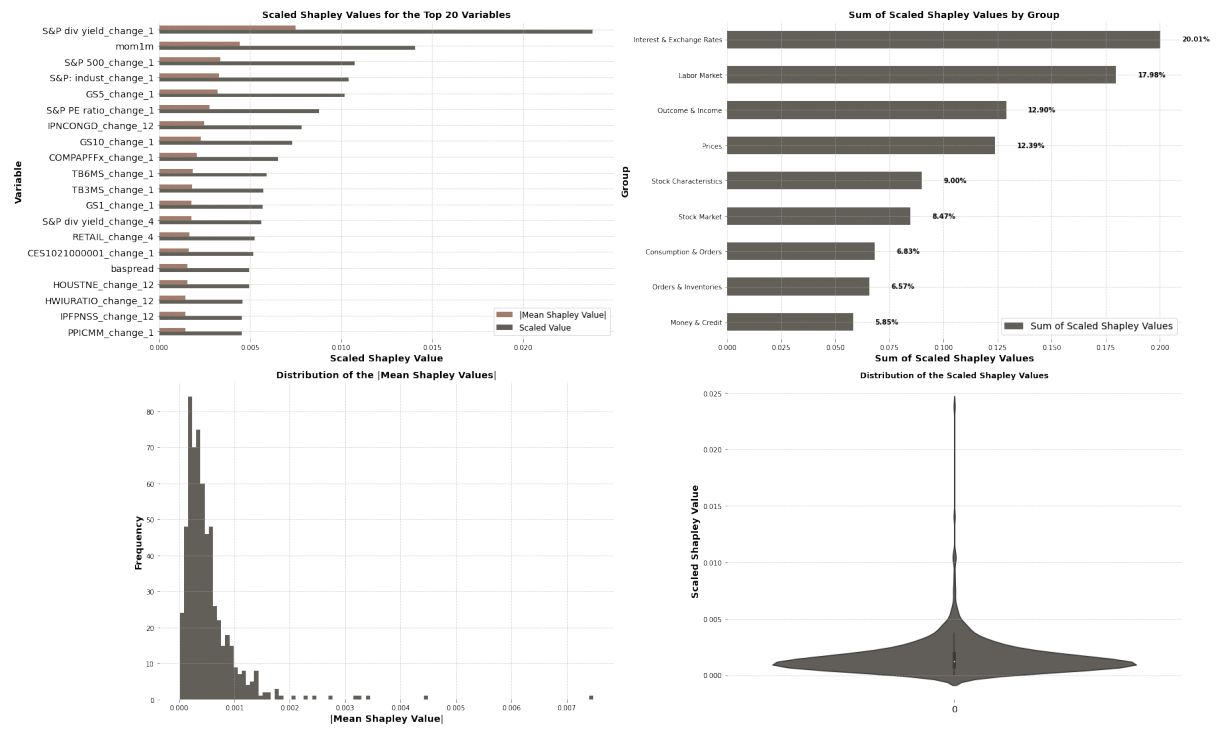 Scaled Shapley Values for the Top 20 Variables
Variable
S&P div yield_change_1
mom1m
S&P 500_change_1
S&P: indust_change_1
GS5_change_1
S&P PE ratio_change_1
IPNCONGD_change_12
GS10_change_1
COMPAPFFx_change_1
TB6MS_change_1
TB3MS_change_1
GS1_change_1
S&P div yield_change_4
RETAIL_change_4
CES1021000001_change_1
baspread
HOUSTNE_change_12
HWIURATIO_change_12
IPFPNSS_change_12
PPICMM_change_1
|Mean Shapley Value|
Scaled Value
0.000 0.005 0.010 0.015 0.020
Scaled Shapley Value
Sum of Scaled Shapley Values by Group
Group
Interest & Exchange Rates 20.01%
Labor Market 17.98%
Outcome & Income 12.90%
Prices 12.39%
Stock Characteristics 9.00%
Stock Market 8.47%
Consumption & Orders 6.83%
Orders & Inventories 6.57%
Money & Credit 5.85%
Sum of Scaled Shapley Values
0.000 0.025 0.050 0.075 0.100 0.125 0.150 0.175 0.200
Sum of Scaled Shapley Values
Distribution of the |Mean Shapley Values|
Frequency
80
70
60
50
40
30
20
10
0
0.000 0.001 0.002 0.003 0.004 0.005 0.006 0.007
|Mean Shapley Value|
Distribution of the Scaled Shapley Values
Scaled Shapley Value
0.025
0.020
0.015
0.010
0.005
0.000
0